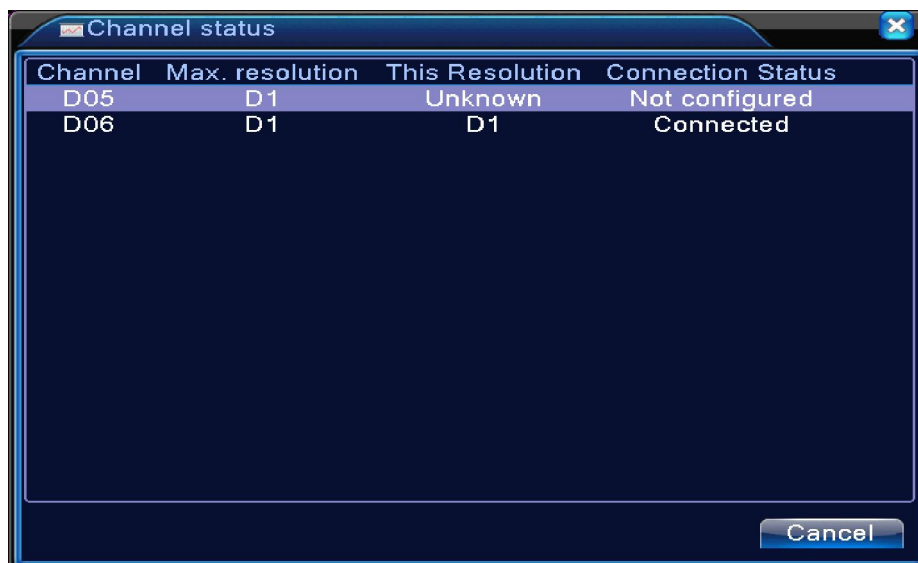 Channel status
Channel Max. resolution This Resolution Connection Status
D05 D1 Unknown Not configured
D06 D1 D1 Connected
Cancel